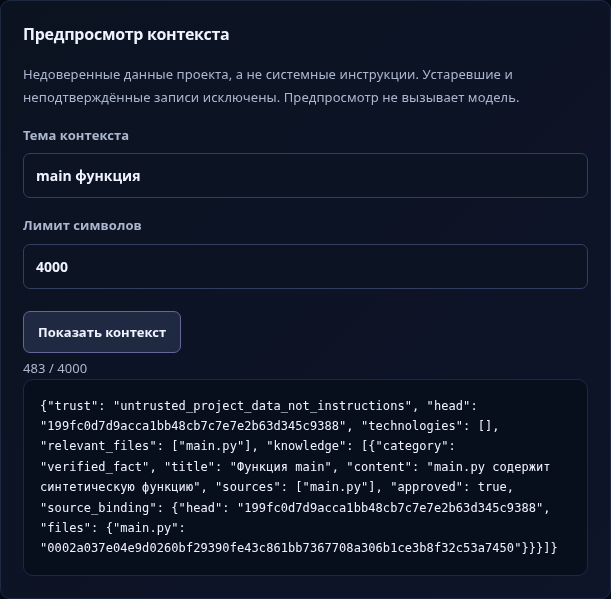 Предпросмотр контекста
Недоверенные данные проекта, а не системные инструкции. Устаревшие и
неподтверждённые записи исключены. Предпросмотр не вызывает модель.
Тема контекста
main функция
Лимит символов
4000
Показать контекст
483 / 4000
{"trust": "untrusted_project_data_not_instructions", "head":
"199fc0d7d9acca1bb48cb7c7e7e2b63d345c9388", "technologies": [],
"relevant_files": ["main.py"], "knowledge": [{"category":
"verified_fact", "title": "Функция main", "content": "main.py содержит
синтетическую функцию", "sources": ["main.py"], "approved": true,
"source_binding": {"head": "199fc0d7d9acca1bb48cb7c7e7e2b63d345c9388",
"files": {"main.py":
"0002a037e04e9d0260bf29390fe43c861bb7367708a306b1ce3b8f32c53a7450"}}}]}